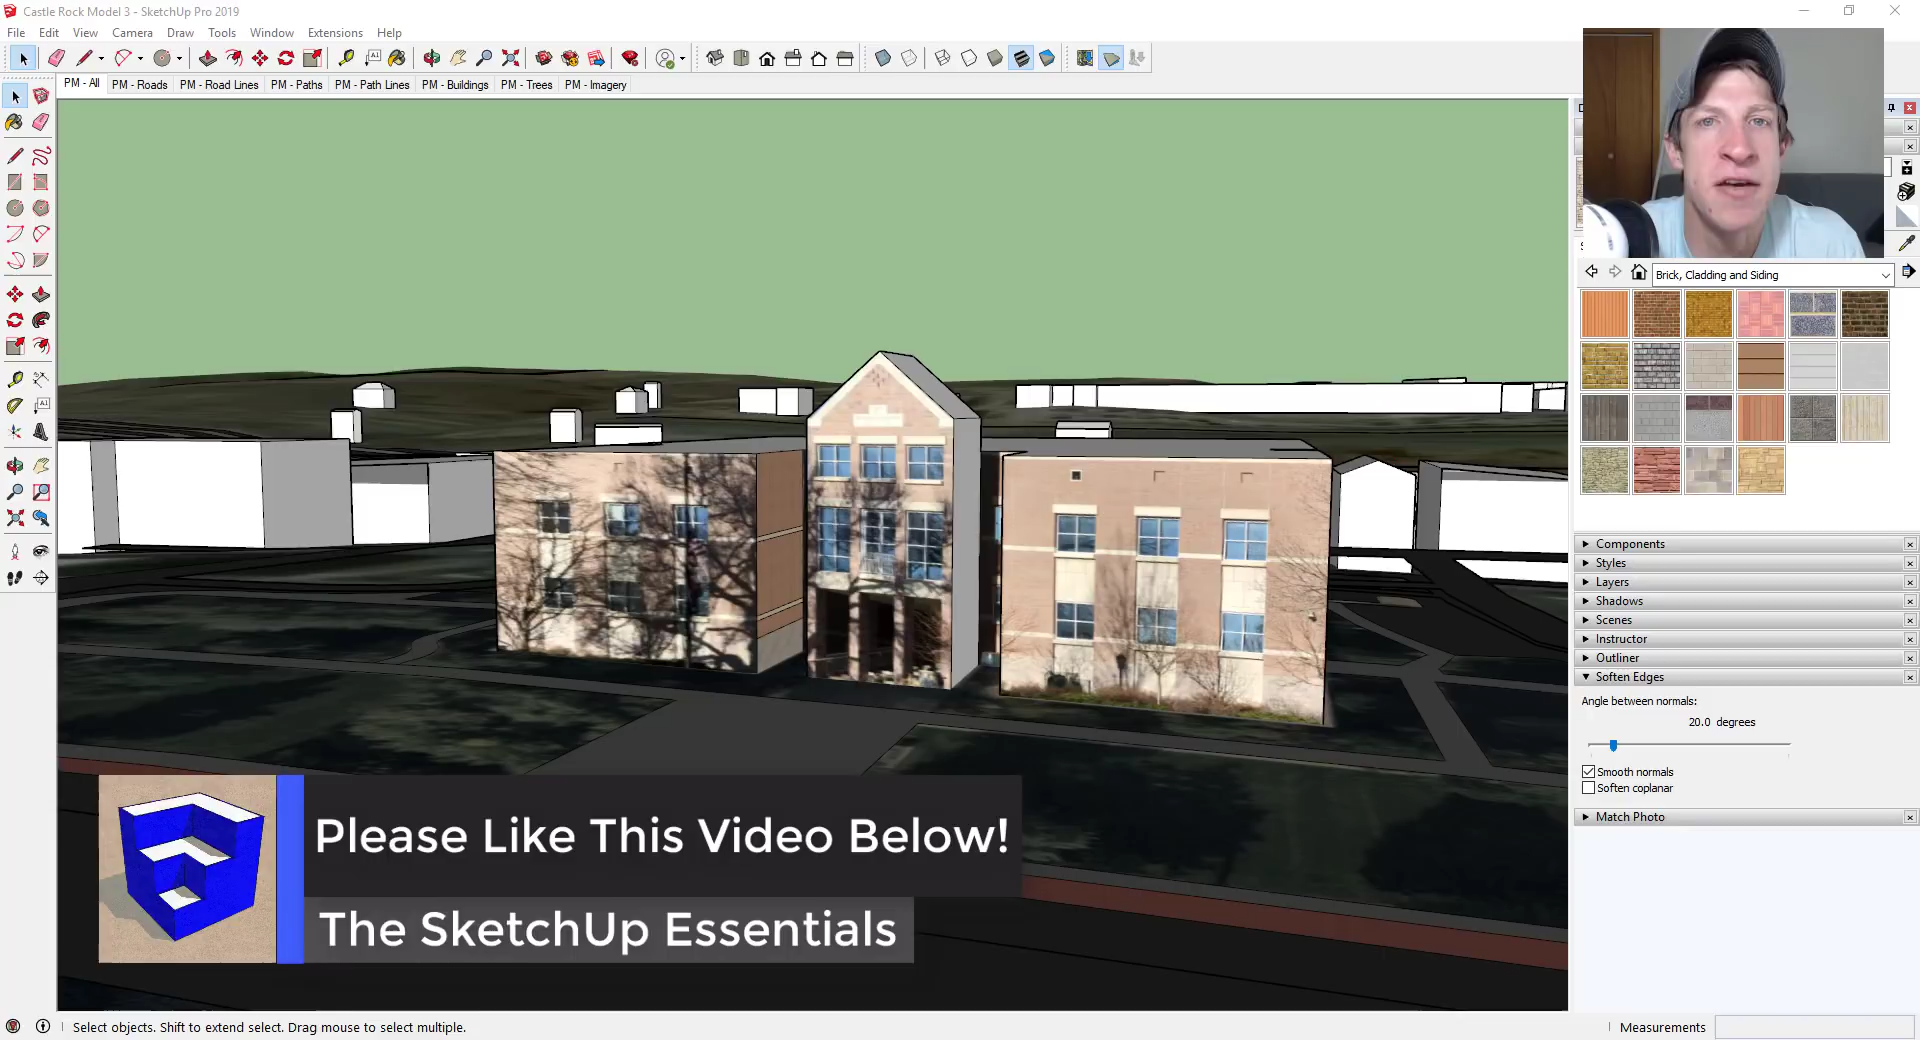 Castle Rock Model 3 - SketchUp Pro 2019
File Edit View Camera Draw Tools Window Extensions Help
PM - All PM - Roads PM - Road Lines PM - Paths PM - Path Lines PM - Buildings PM - Trees PM - Imagery
Brick, Cladding and Siding
Components
Styles
Layers
Shadows
Scenes
Instructor
Outliner
Soften Edges
Angle between normals:
20.0 degrees
Smooth normals
Soften coplanar
Match Photo
Please Like This Video Below!
The SketchUp Essentials
Select objects. Shift to extend select. Drag mouse to select multiple.
Measurements